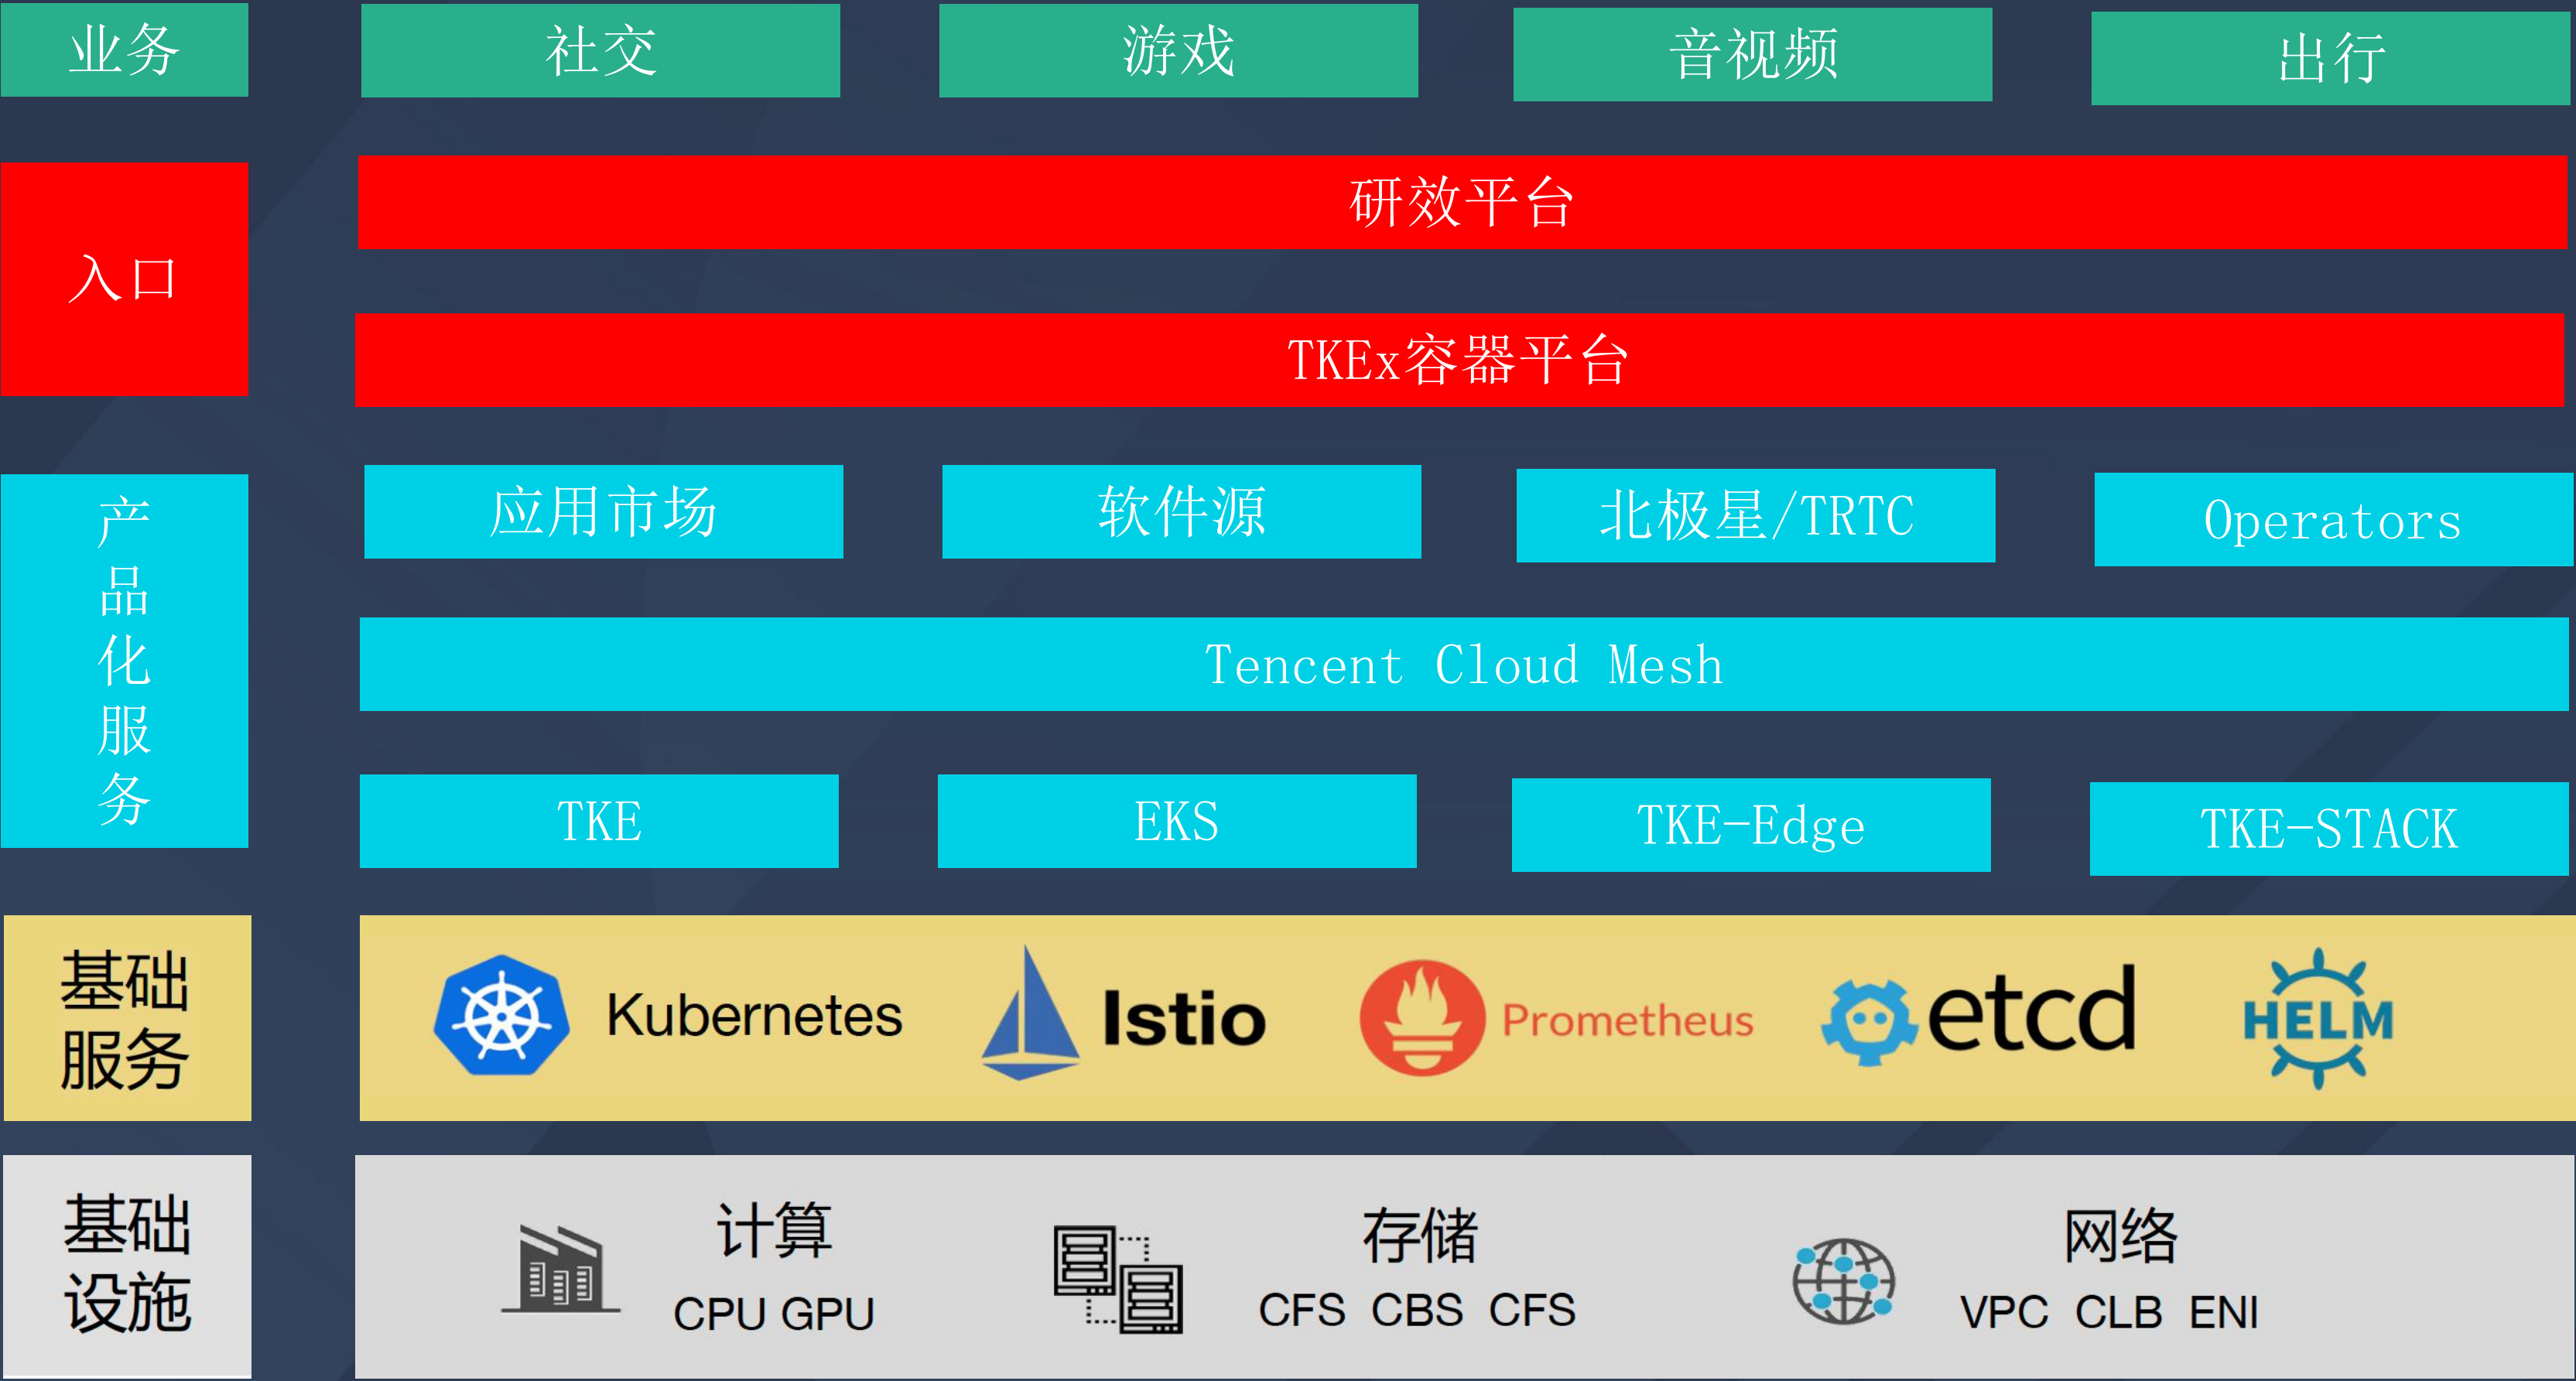 业务
社交
游戏
音视频
出行
入口
研效平台
TKEx容器平台
产
品
化
服
务
应用市场
软件源
北极星/TRTC
Operators
Tencent Cloud Mesh
TKE
EKS
TKE-Edge
TKE-STACK
基础
服务
Kubernetes
Istio
Prometheus
etcd
HELM
基础
设施
计算
CPU GPU
存储
CFS CBS CFS
网络
VPC CLB ENI